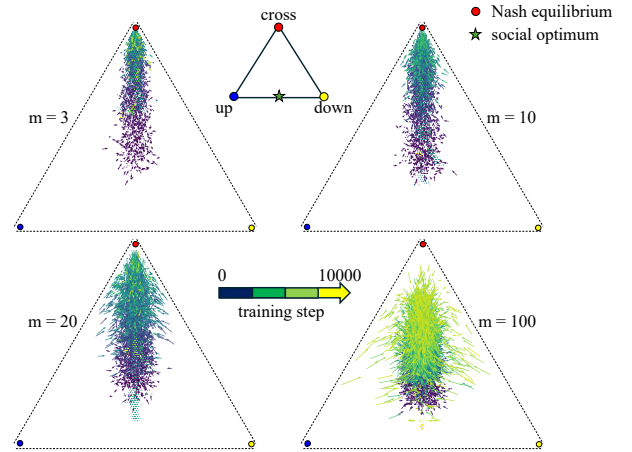 cross
Nash equilibrium
social optimum
up
down
m = 3
m = 10
0
10000
training step
m = 20
m = 100